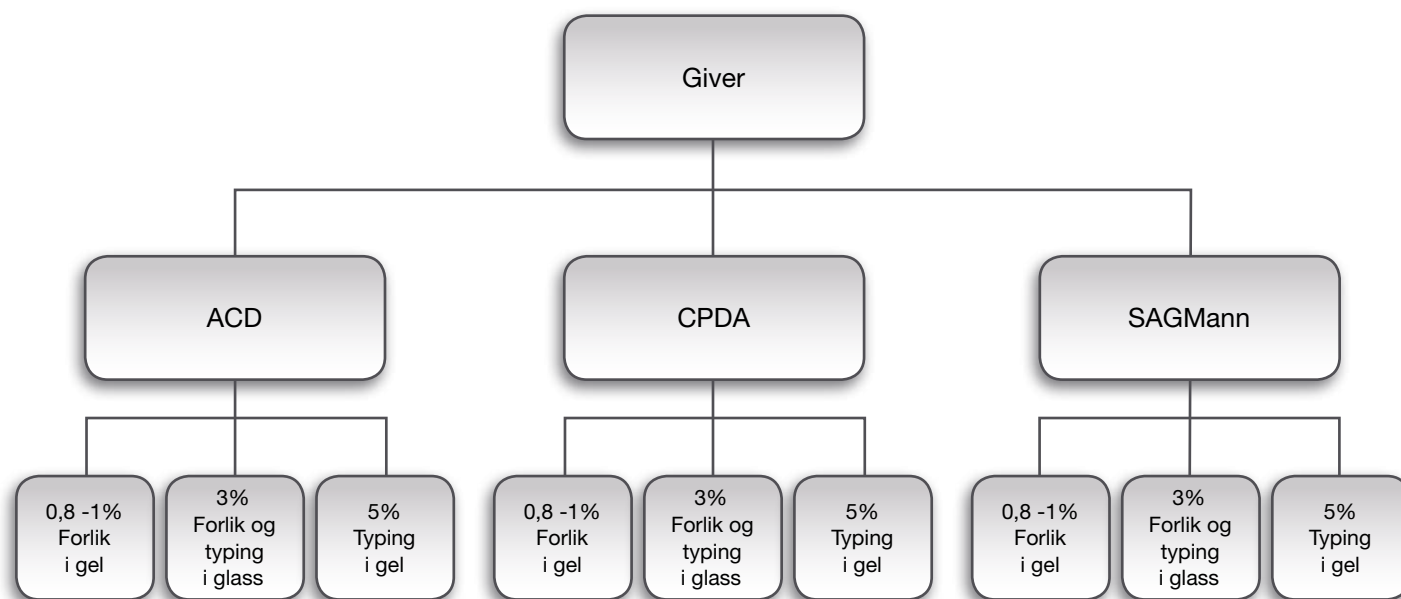 Giver
ACD
CPDA
SAGMann
0,8 -1%
Forlik
i gel
3%
Forlik og
typing
i glass
5%
Typing
i gel
0,8 -1%
Forlik
i gel
3%
Forlik og
typing
i glass
5%
Typing
i gel
0,8 -1%
Forlik
i gel
3%
Forlik og
typing
i glass
5%
Typing
i gel